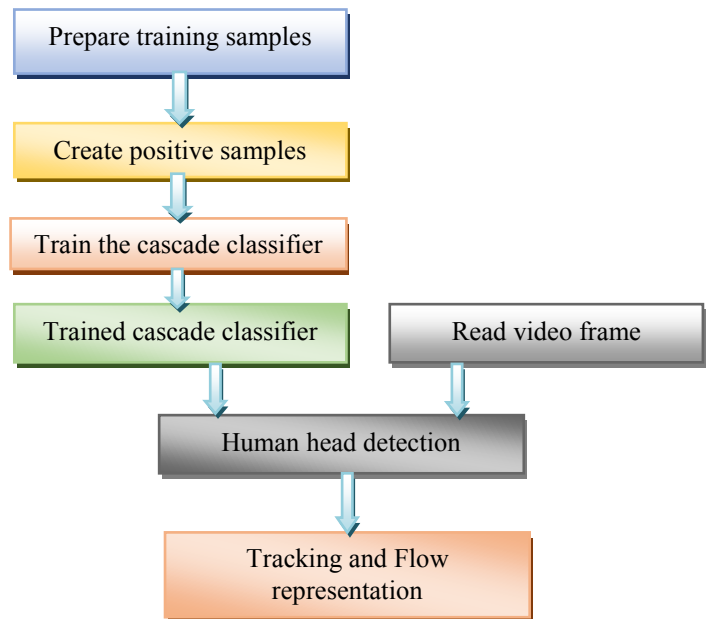 Prepare training samples
Create positive samples
Train the cascade classifier
Trained cascade classifier
Read video frame
Human head detection
Tracking and Flow
representation